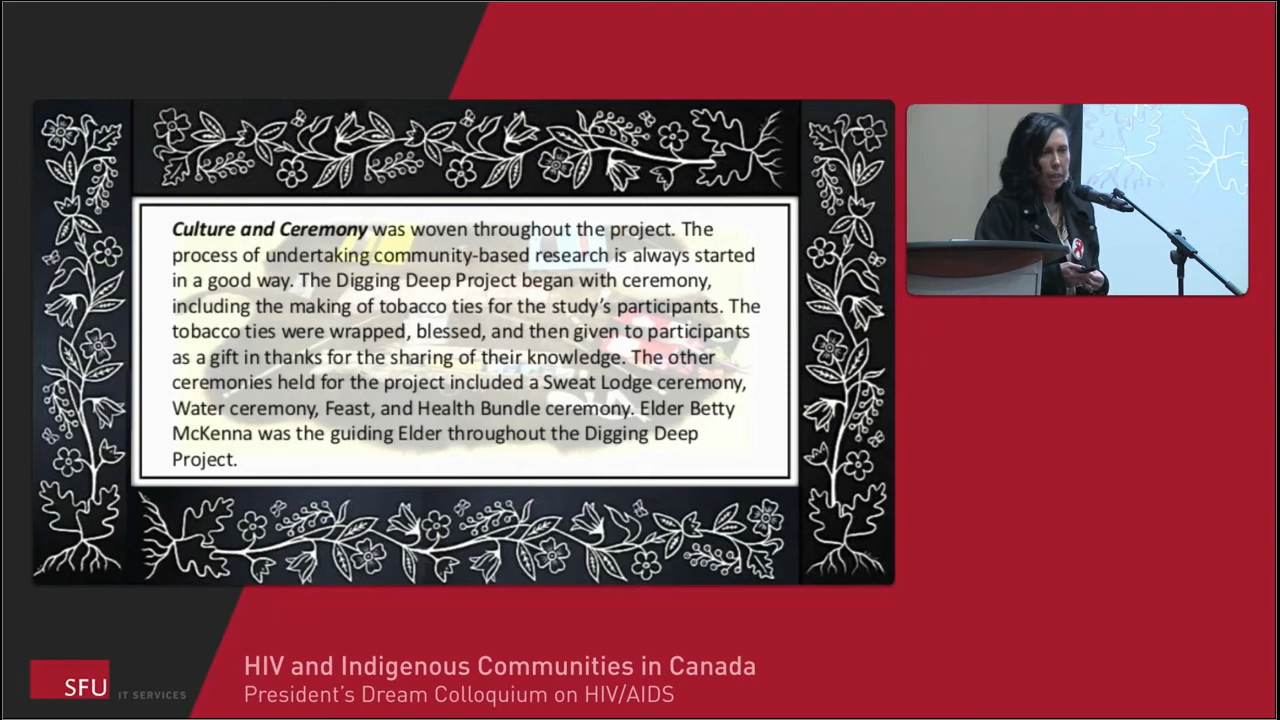 Culture and Ceremony was woven throughout the project. The
process of undertaking community-based research is always started
in a good way. The Digging Deep Project began with ceremony,
including the making of tobacco ties for the study's participants. The
tobacco ties were wrapped, blessed, and then given to participants
as a gift in thanks for the sharing of their knowledge. The other
ceremonies held for the project included a Sweat Lodge ceremony,
Water ceremony, Feast, and Health Bundle ceremony. Elder Betty
McKenna was the guiding Elder throughout the Digging Deep
Project.
HIV and Indigenous Communities in Canada
President's Dream Colloquium on HIV/AIDS
SFU IT SERVICES